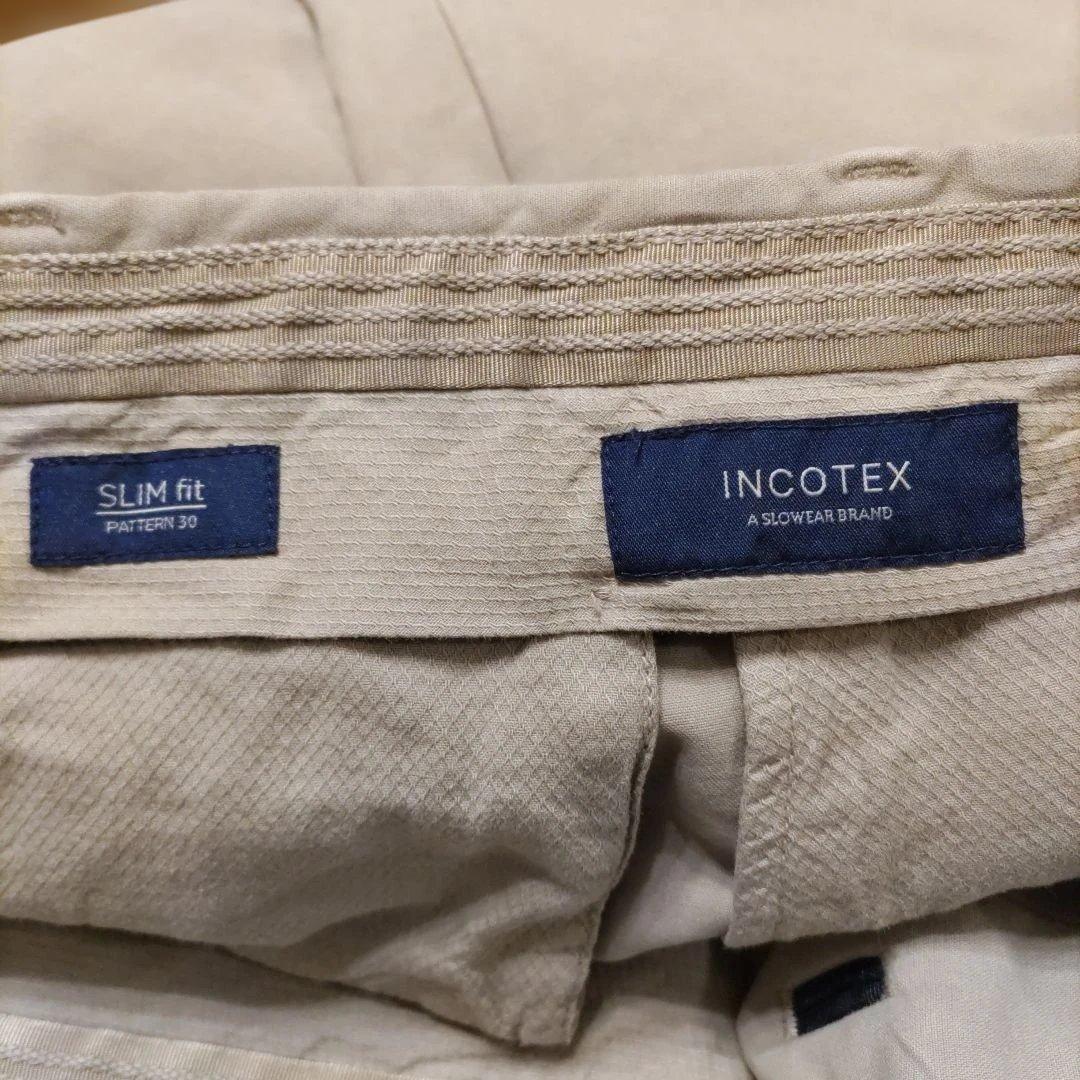 SLIM fit
PATTERN 30
INCOTEX
A SLOWEAR BRAND